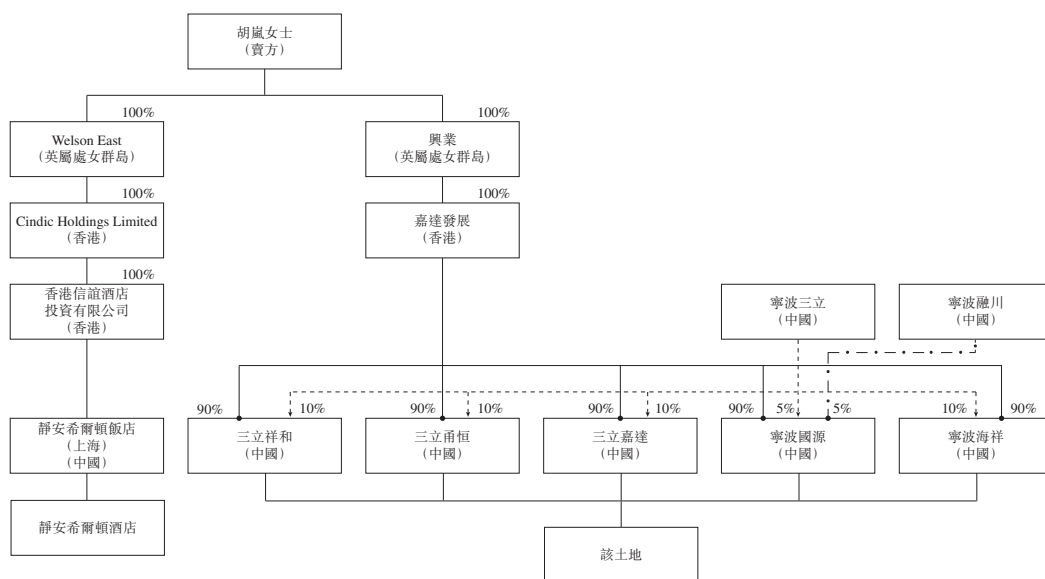 胡嵐女士
(賣方)
100%
100%
Welson East
(英屬處女群島)
興業
(英屬處女群島)
100%
100%
Cindic Holdings Limited
(香港)
嘉達發展
(香港)
100%
香港信誼酒店
投資有限公司
(香港)
寧波三立
(中國)
寧波融川
(中國)
90%
10%
90%
10%
90%
10%
90%
5%
5%
10%
90%
靜安希爾頓飯店
(上海)
(中國)
三立祥和
(中國)
三立甬恒
(中國)
三立嘉達
(中國)
寧波國源
(中國)
寧波海祥
(中國)
靜安希爾頓酒店
該土地